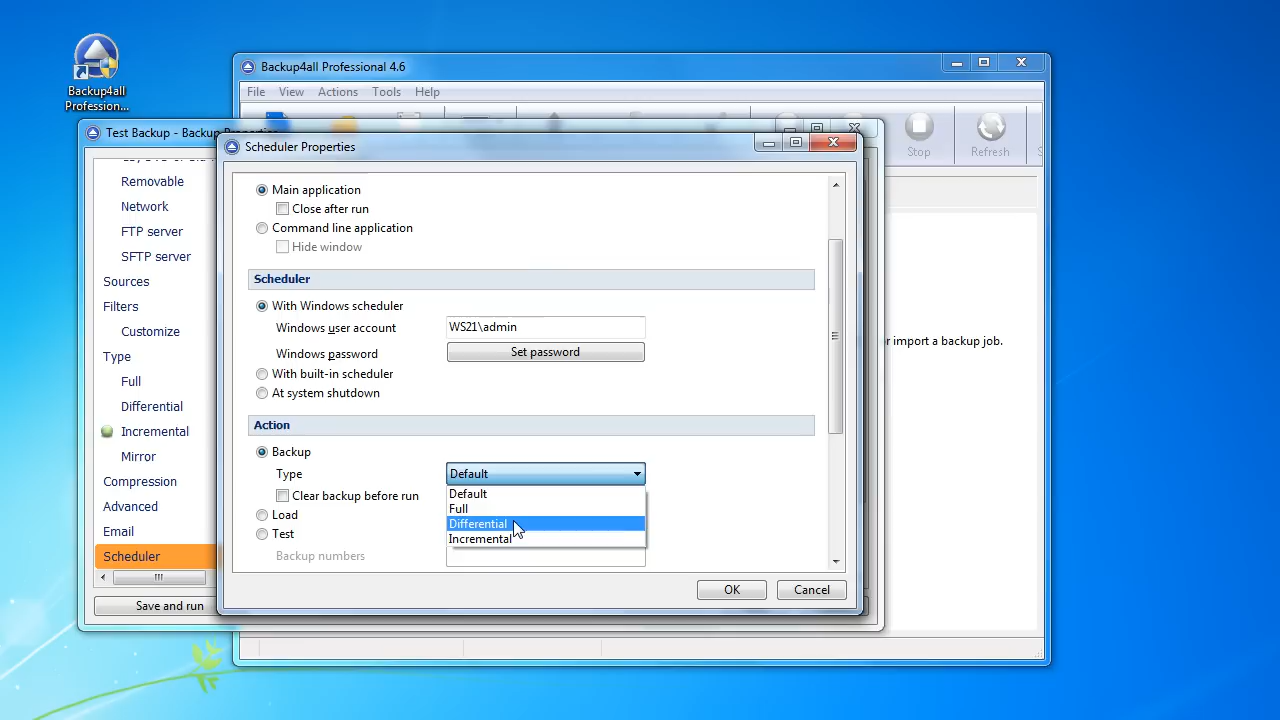 Backup4all
Professional...
Backup4all Professional 4.6
File View Actions Tools Help
Stop
Refresh
or import a backup job.
Test Backup - Backup Properties
Removable
Network
FTP server
SFTP server
Sources
Filters
Customize
Type
Full
Differential
Incremental
Mirror
Compression
Advanced
Email
Scheduler
Save and run
Scheduler Properties
Main application
Close after run
Command line application
Hide window
Scheduler
With Windows scheduler
Windows user account
WS21\admin
Windows password
Set password
With built-in scheduler
At system shutdown
Action
Backup
Type
Default
Default
Full
Differential
Incremental
Clear backup before run
Load
Test
Backup numbers
OK
Cancel